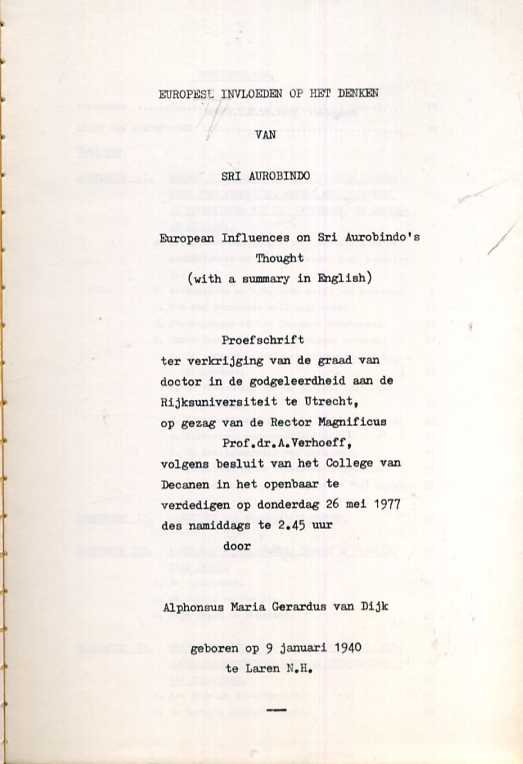 EUROPESE INVLOEDEN OP HET DENKEN
VAN
SRI AUROBINDO
European Influences on Sri Aurobindo's
Thought
(with a summary in English)
Proefschrift
ter verkrijging van de graad van
doctor in de godgeleerdheid aan de
Rijksuniversiteit te Utrecht,
op gezag van de Rector Magnificus
Prof.dr.A.Verhoeff,
volgens besluit van het College van
Decanen in het openbaar te
verdedigen op donderdag 26 mei 1977
des namiddags te 2.45 uur
door
Alphonsus Maria Gerardus van Dijk
geboren op 9 januari 1940
te Laren N.H.